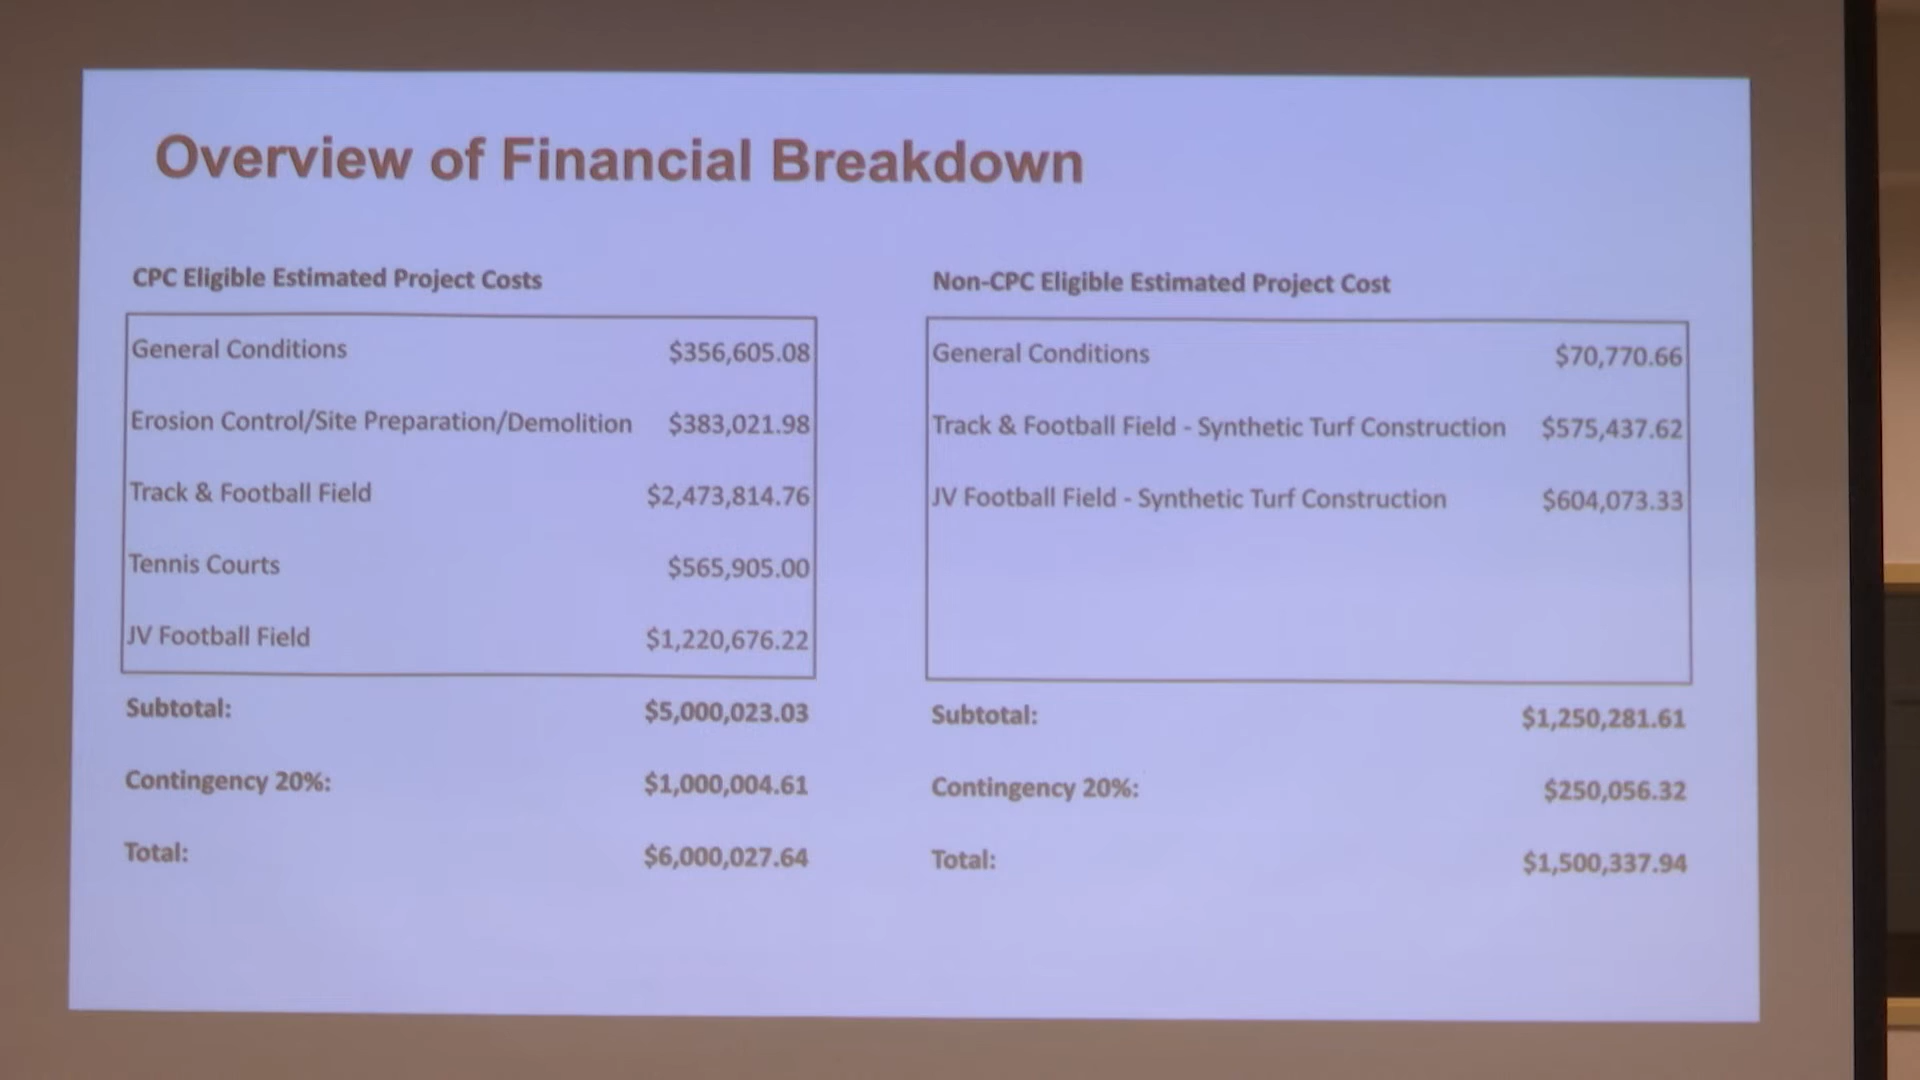 Overview of Financial Breakdown
CPC Eligible Estimated Project Costs
General Conditions $356,605.08
Erosion Control/Site Preparation/Demolition $383,021.98
Track & Football Field $2,473,814.76
Tennis Courts $565,905.00
JV Football Field $1,220,676.22
Subtotal: $5,000,023.03
Contingency 20%: $1,000,004.61
Total: $6,000,027.64
Non-CPC Eligible Estimated Project Cost
General Conditions $70,770.66
Track & Football Field - Synthetic Turf Construction $575,437.62
JV Football Field - Synthetic Turf Construction $604,073.33
Subtotal: $1,250,281.61
Contingency 20%: $250,056.32
Total: $1,500,337.94